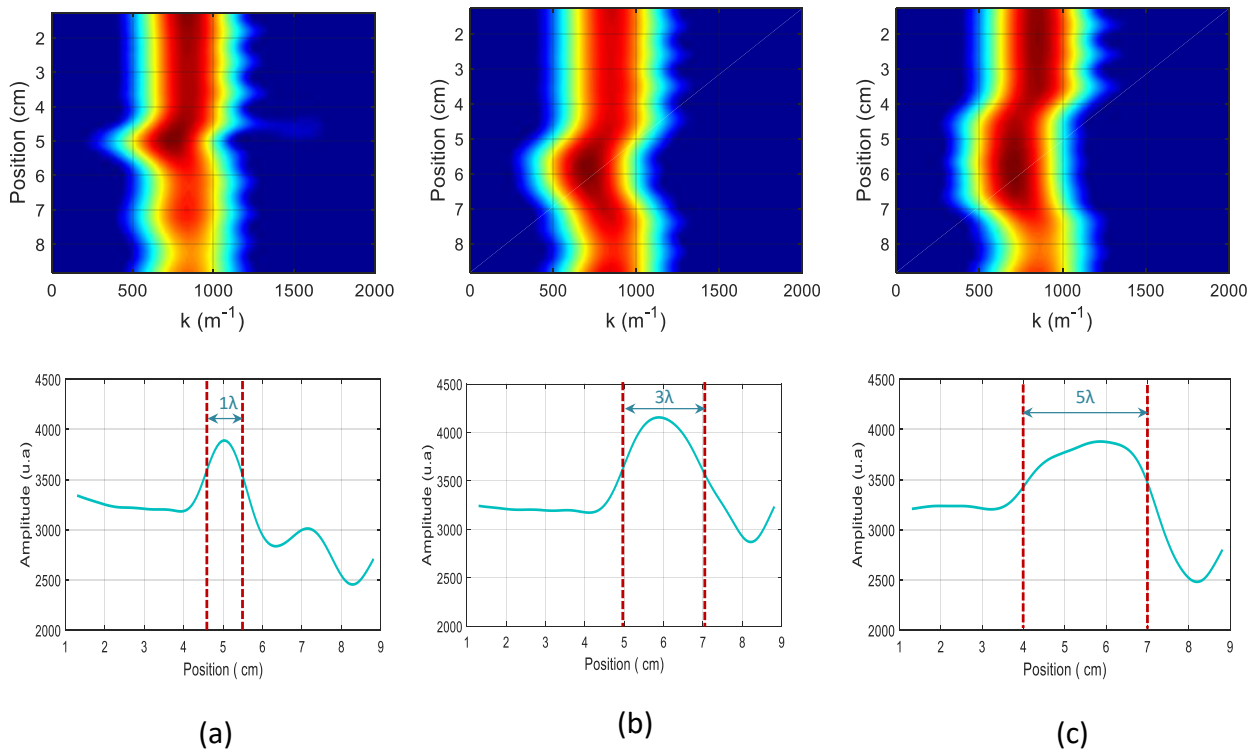 Position (cm)
2
3
4
5
6
7
8
0
500
1000
1500
2000
k (m⁻¹)
Position (cm)
2
3
4
5
6
7
8
0
500
1000
1500
2000
k (m⁻¹)
Position (cm)
2
3
4
5
6
7
8
0
500
1000
1500
2000
k (m⁻¹)
Amplitude (u.a)
4500
4000
3500
3000
2500
2000
1λ
1 2 3 4 5 6 7 8 9
Position ( cm)
Amplitude (u.a)
4500
4000
3500
3000
2500
2000
3λ
1 2 3 4 5 6 7 8 9
Position ( cm)
Amplitude (u.a)
4500
4000
3500
3000
2500
2000
5λ
1 2 3 4 5 6 7 8 9
Position ( cm)
(a)
(b)
(c)